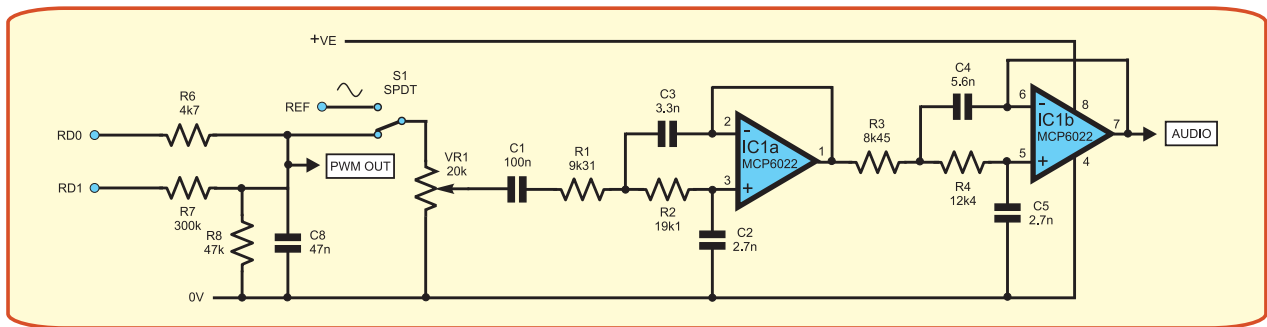 +VE
S1
SPDT
REF
R6
4k7
RD0
PWM OUT
RD1
R7
300k
R8
47k
C8
47n
0V
VR1
20k
C1
100n
R1
9k31
C3
3.3n
R2
19k1
C2
2.7n
2
-
3
+
IC1a
MCP6022
1
R3
8k45
C4
5.6n
R4
12k4
C5
2.7n
6
-
5
+
IC1b
MCP6022
8
7
4
AUDIO